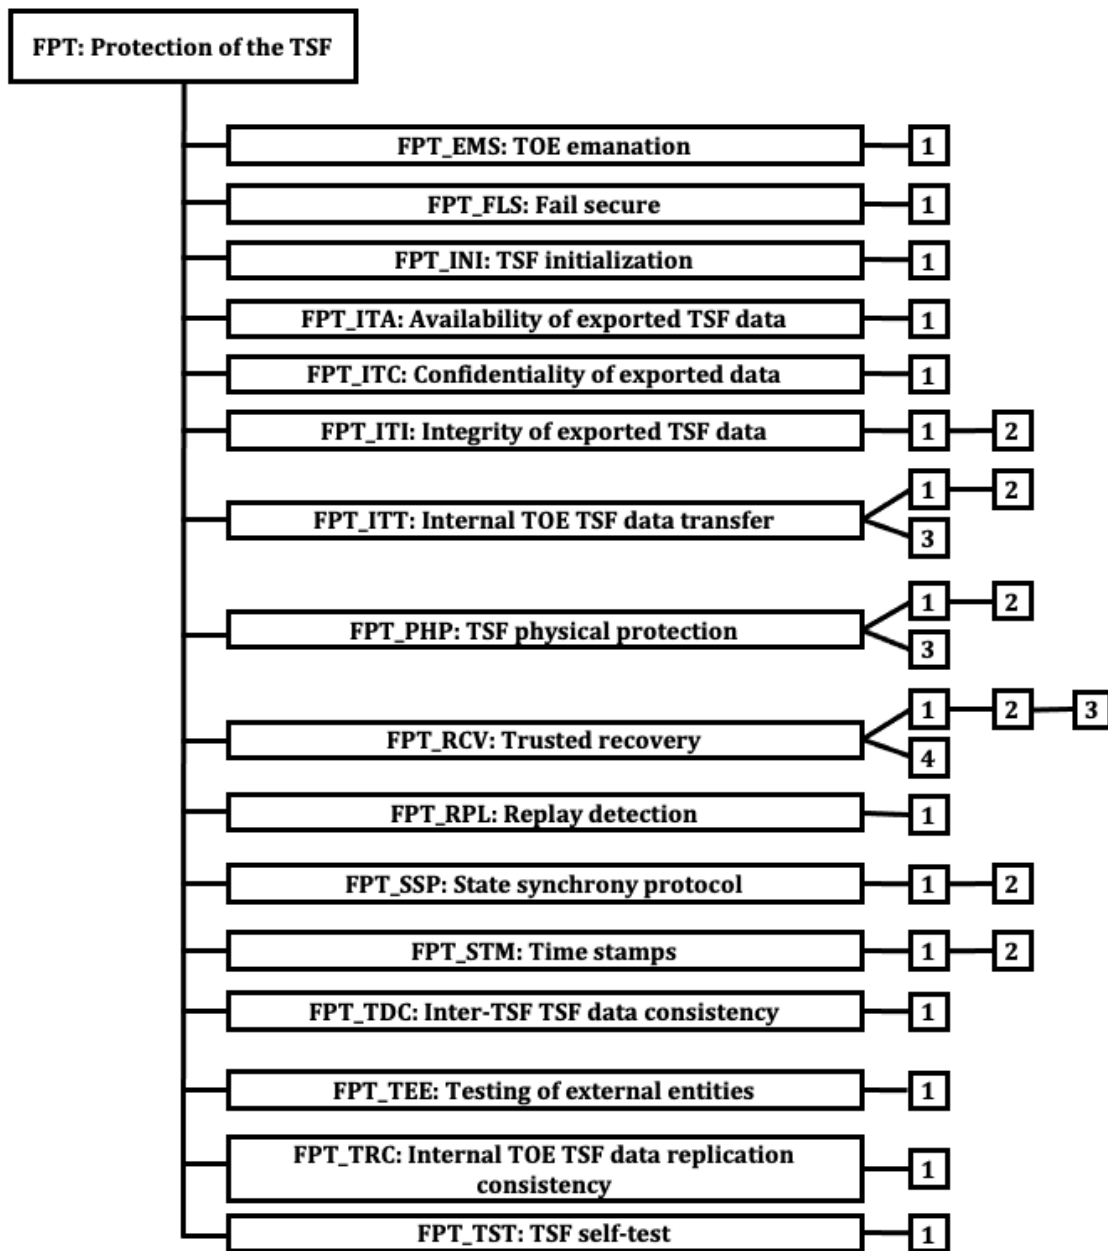 FPT: Protection of the TSF
FPT_EMS: TOE emanation 1
FPT_FLS: Fail secure 1
FPT_INI: TSF initialization 1
FPT_ITA: Availability of exported TSF data 1
FPT_ITC: Confidentiality of exported data 1
FPT_ITI: Integrity of exported TSF data 1 2
1 2
FPT_ITT: Internal TOE TSF data transfer
3
1 2
FPT_PHP: TSF physical protection
3
1 2 3
FPT_RCV: Trusted recovery
4
FPT_RPL: Replay detection 1
FPT_SSP: State synchrony protocol 1 2
FPT_STM: Time stamps 1 2
FPT_TDC: Inter-TSF TSF data consistency 1
FPT_TEE: Testing of external entities 1
FPT_TRC: Internal TOE TSF data replication
consistency 1
FPT_TST: TSF self-test 1